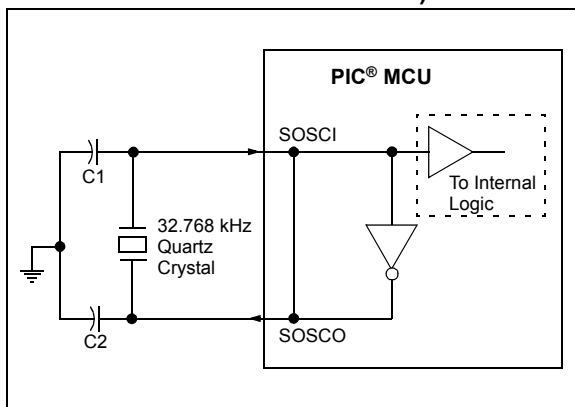 PIC® MCU
SOSCI
C1
To Internal
Logic
32.768 kHz
Quartz
Crystal
C2
SOSCO